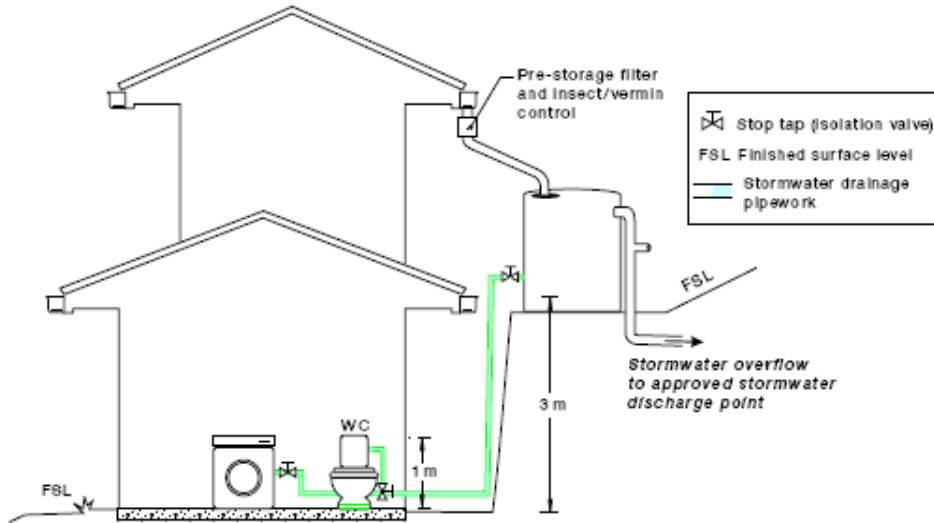 Pre-storage filter
and insect/vermin
control
Stop tap (isolation valve)
FSL Finished surface level
Stormwater drainage
pipework
FSL
Stormwater overflow
to approved stormwater
discharge point
3 m
WC
1 m
FSL